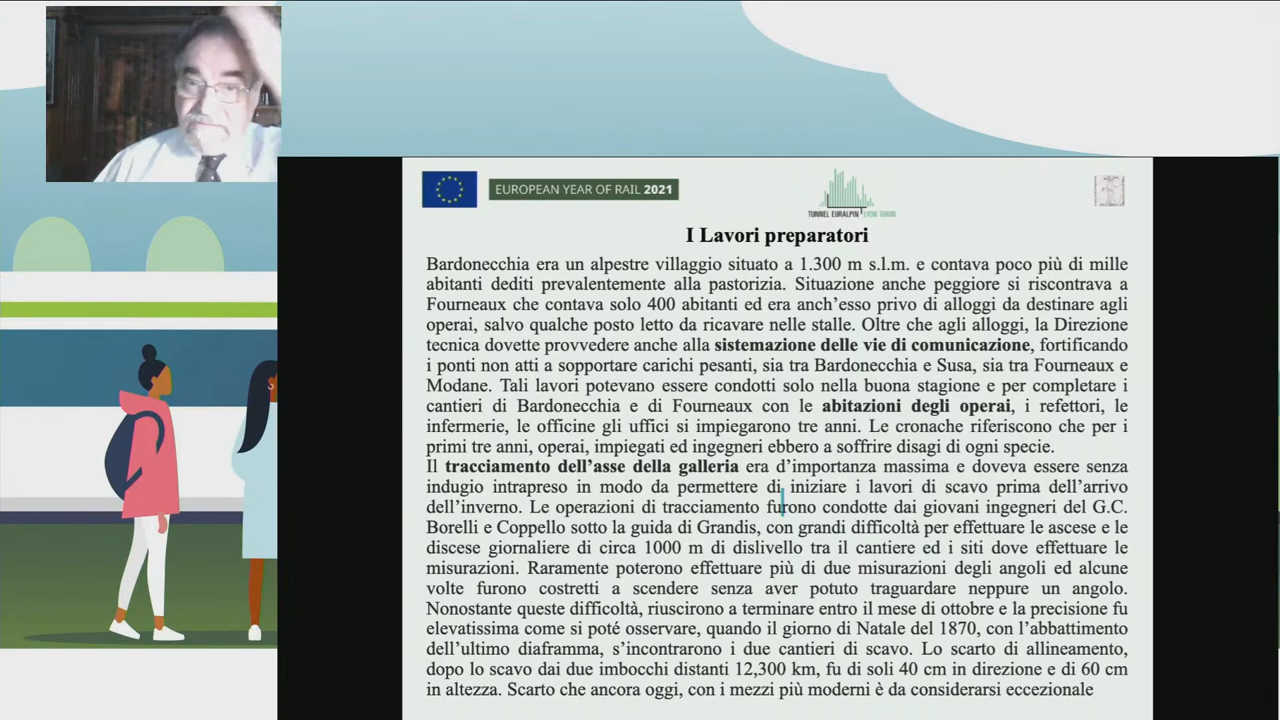 EUROPEAN YEAR OF RAIL 2021
TUNNEL EURALPIN LYON TURIN
I Lavori preparatori
Bardonecchia era un alpestre villaggio situato a 1.300 m s.l.m. e contava poco più di mille
abitanti dediti prevalentemente alla pastorizia. Situazione anche peggiore si riscontrava a
Fourneaux che contava solo 400 abitanti ed era anch’esso privo di alloggi da destinare agli
operai, salvo qualche posto letto da ricavare nelle stalle. Oltre che agli alloggi, la Direzione
tecnica dovette provvedere anche alla sistemazione delle vie di comunicazione, fortificando
i ponti non atti a sopportare carichi pesanti, sia tra Bardonecchia e Susa, sia tra Fourneaux e
Modane. Tali lavori potevano essere condotti solo nella buona stagione e per completare i
cantieri di Bardonecchia e di Fourneaux con le abitazioni degli operai, i refettori, le
infermerie, le officine gli uffici si impiegarono tre anni. Le cronache riferiscono che per i
primi tre anni, operai, impiegati ed ingegneri ebbero a soffrire disagi di ogni specie.
Il tracciamento dell’asse della galleria era d’importanza massima e doveva essere senza
indugio intrapreso in modo da permettere di iniziare i lavori di scavo prima dell’arrivo
dell’inverno. Le operazioni di tracciamento furono condotte dai giovani ingegneri del G.C.
Borelli e Coppello sotto la guida di Grandis, con grandi difficoltà per effettuare le ascese e le
discese giornaliere di circa 1000 m di dislivello tra il cantiere ed i siti dove effettuare le
misurazioni. Raramente poterono effettuare più di due misurazioni degli angoli ed alcune
volte furono costretti a scendere senza aver potuto traguardare neppure un angolo.
Nonostante queste difficoltà, riuscirono a terminare entro il mese di ottobre e la precisione fu
elevatissima come si poté osservare, quando il giorno di Natale del 1870, con l’abbattimento
dell’ultimo diaframma, s’incontrarono i due cantieri di scavo. Lo scarto di allineamento,
dopo lo scavo dai due imbocchi distanti 12,300 km, fu di soli 40 cm in direzione e di 60 cm
in altezza. Scarto che ancora oggi, con i mezzi più moderni è da considerarsi eccezionale